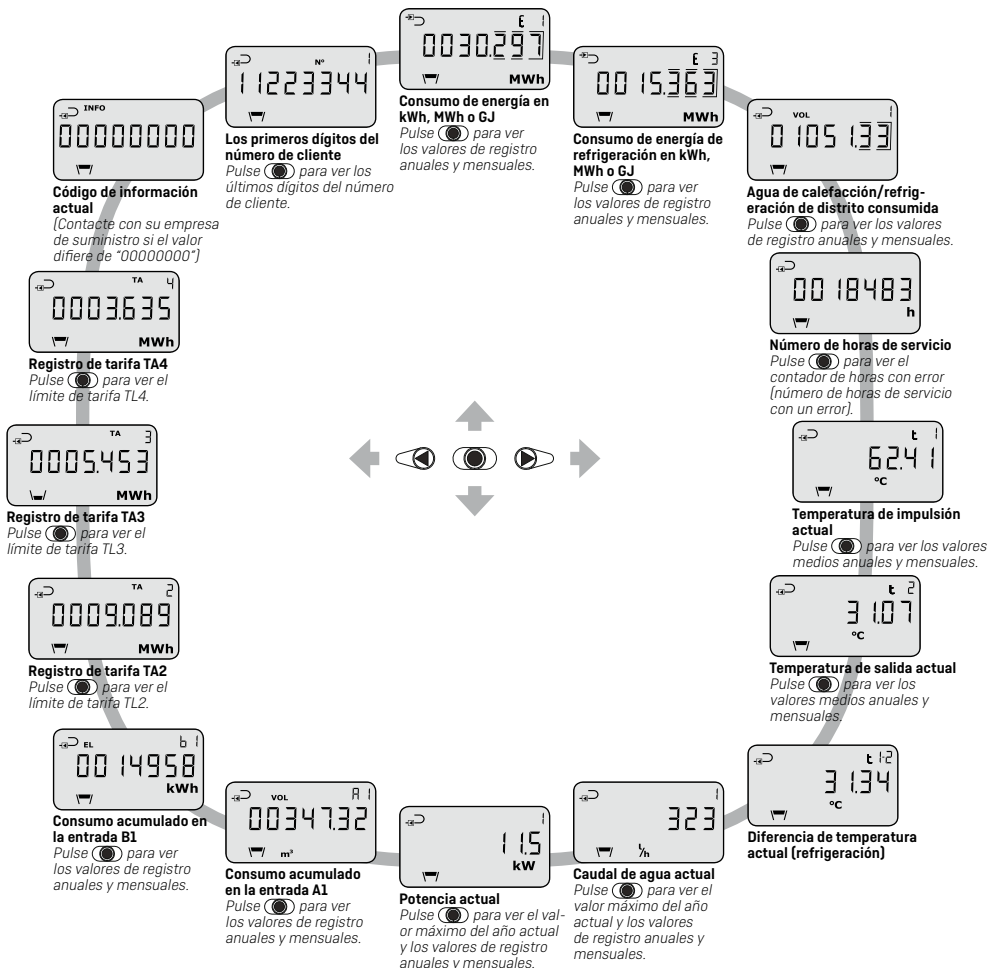 E 1
0030.297
MWh
Consumo de energía en
kWh, MWh o GJ
Pulse para ver
los valores de registro
anuales y mensuales.
E 3
0015.363
MWh
Consumo de energía de
refrigeración en kWh,
MWh o GJ
Pulse para ver
los valores de registro
anuales y mensuales.
VOL 1
01051.33
Agua de calefacción/refrig-
eración de distrito consumida
Pulse para ver los valores
de registro anuales y mensuales.
0018483
h
Número de horas de servicio
Pulse para ver el
contador de horas con error
(número de horas de servicio
con un error).
t 1
62.41
°C
Temperatura de impulsión
actual
Pulse para ver los valores
medios anuales y mensuales.
t 2
31.07
°C
Temperatura de salida actual
Pulse para ver los
valores medios anuales y
mensuales.
t 1-2
31.34
°C
Diferencia de temperatura
actual (refrigeración)
1
323
l/h
Caudal de agua actual
Pulse para ver el
valor máximo del año
actual y los valores
de registro anuales y
mensuales.
1
11.5
kW
Potencia actual
Pulse para ver el val-
or máximo del año actual
y los valores de registro
anuales y mensuales.
VOL A1
00347.32
m³
Consumo acumulado
en la entrada A1
Pulse para ver
los valores de registro
anuales y mensuales.
EL b1
0014958
kWh
Consumo acumulado en
la entrada B1
Pulse para ver
los valores de registro
anuales y mensuales.
TA 2
0009.089
MWh
Registro de tarifa TA2
Pulse para ver el
límite de tarifa TL2.
TA 3
0005.453
MWh
Registro de tarifa TA3
Pulse para ver el
límite de tarifa TL3.
TA 4
0003.635
MWh
Registro de tarifa TA4
Pulse para ver el
límite de tarifa TL4.
INFO
00000000
Código de información
actual
(Contacte con su empresa
de suministro si el valor
difiere de “00000000”)
N° 1
11223344
Los primeros dígitos del
número de cliente
Pulse para ver los
últimos dígitos del número
de cliente.